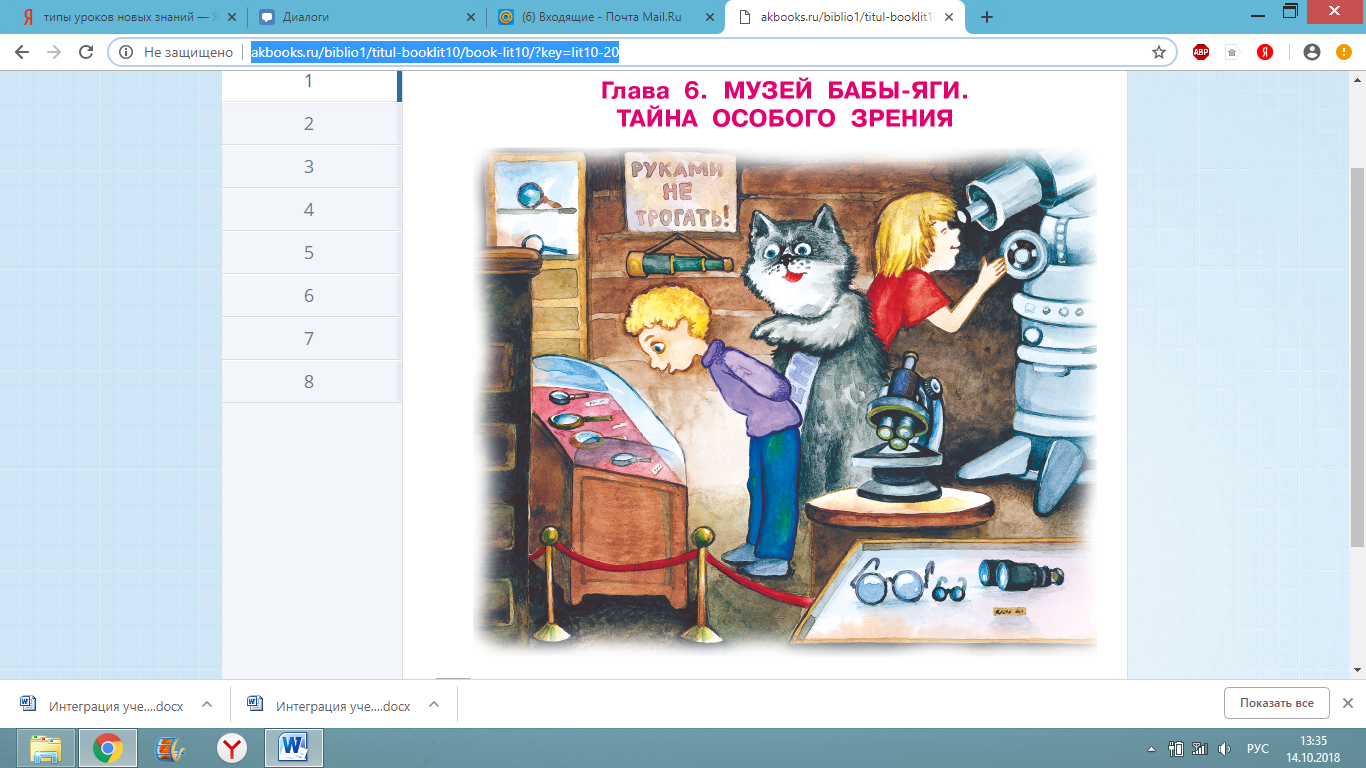 типы уроков новых знаний — Я
Диалоги
(6) Входящие - Почта Mail.Ru
akbooks.ru/biblio1/titul-booklit1
Не защищено
akbooks.ru/biblio1/titul-booklit10/book-lit10/?key=lit10-20
ABP
Я
1
2
3
4
5
6
7
8
Глава 6. МУЗЕЙ БАБЫ-ЯГИ.
ТАЙНА ОСОБОГО ЗРЕНИЯ
РУКАМИ
НЕ
ТРОГАТЬ!
Интеграция уче....docx
Интеграция уче....docx
Показать все
РУС
13:35
14.10.2018